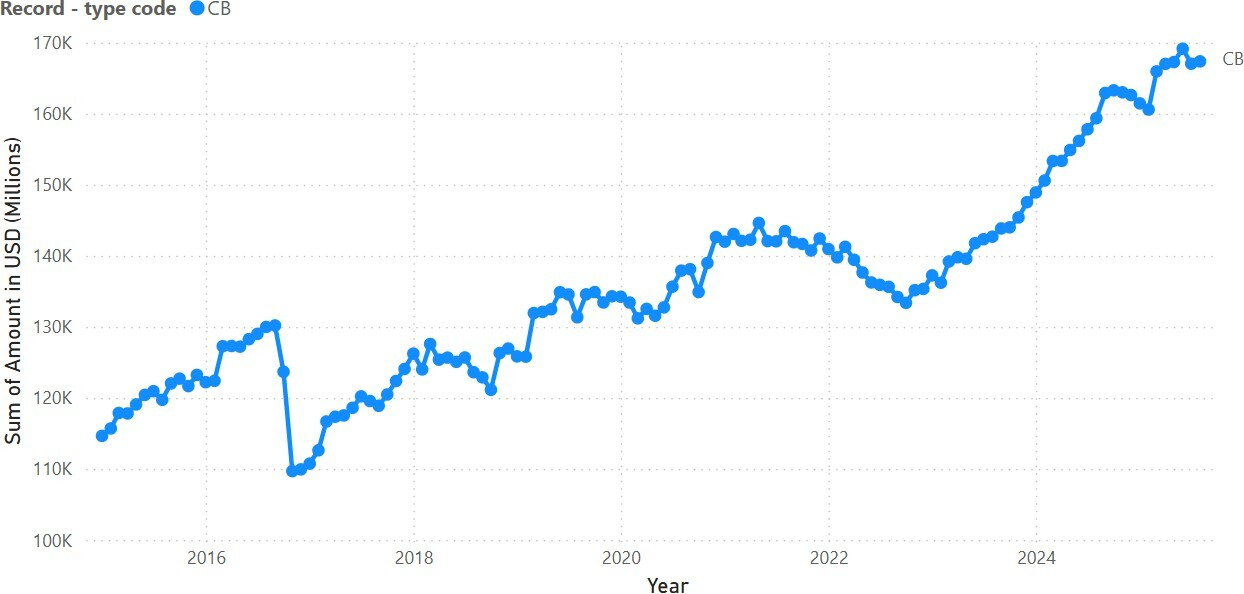 Record - type code CB
170K
CB
160K
150K
140K
130K
120K
110K
100K
Sum of Amount in USD (Millions)
2016 2018 2020 2022 2024
Year